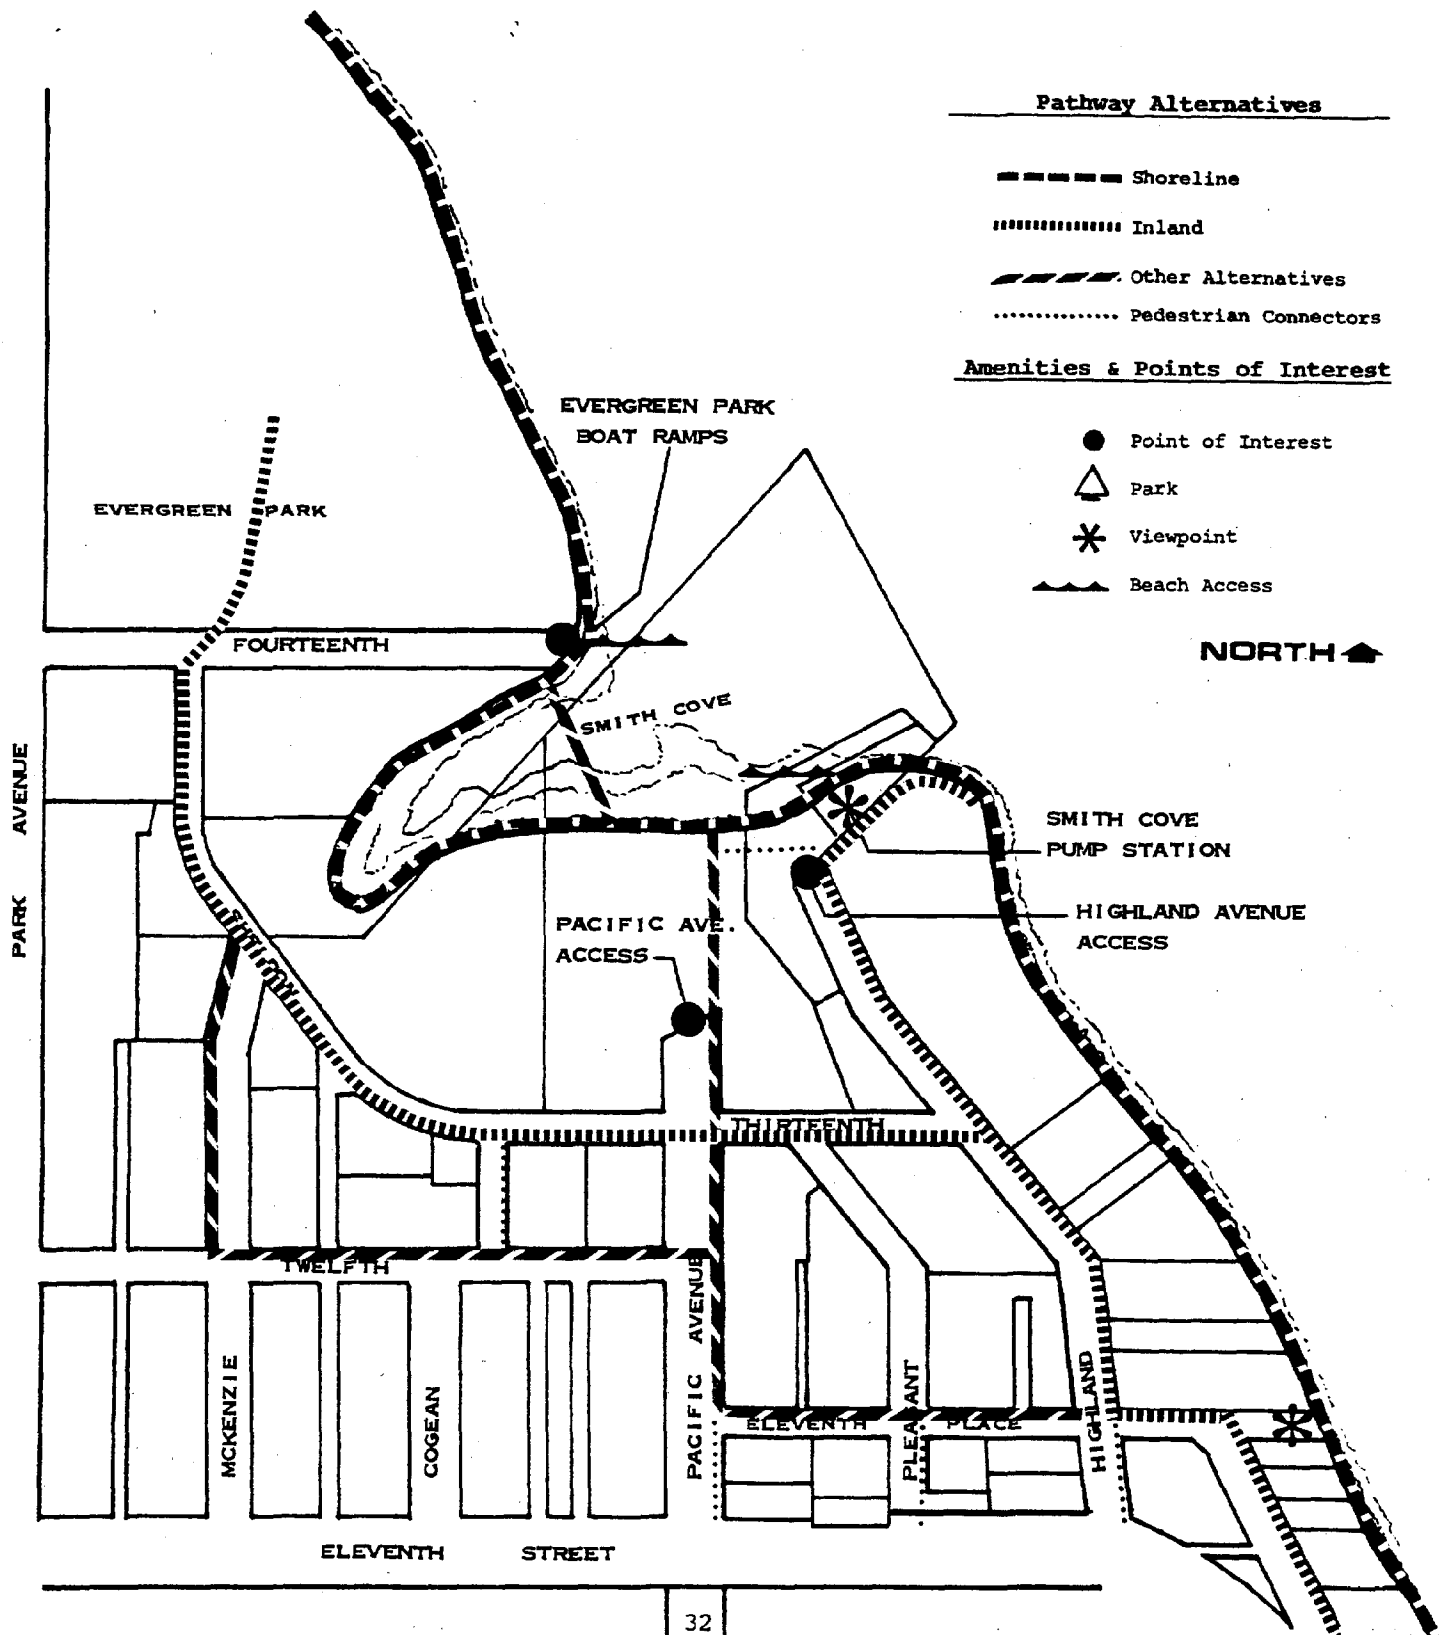 Pathway Alternatives
Shoreline
Inland
Other Alternatives
Pedestrian Connectors
Amenities & Points of Interest
Point of Interest
Park
Viewpoint
Beach Access
NORTH
EVERGREEN PARK
BOAT RAMPS
EVERGREEN PARK
FOURTEENTH
SMITH COVE
PARK AVENUE
SMITH COVE
PUMP STATION
HIGHLAND AVENUE
ACCESS
PACIFIC AVE.
ACCESS
THIRTEENTH
TWELFTH
PACIFIC AVENUE
MCKENZIE
COGEAN
ELEVENTH PLACE
PLEASANT
HIGHLAND
ELEVENTH STREET
32